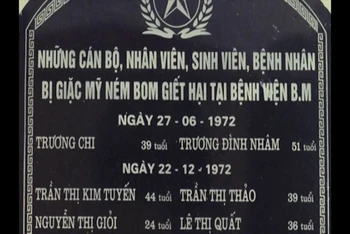 NHỮNG CÁN BỘ, NHÂN VIÊN, SINH VIÊN, BỆNH NHÂN
BỊ GIẶC MỸ NÉM BOM GIẾT HẠI TẠI BỆNH VIỆN B.M
NGÀY 27-06-1972
TRƯƠNG CHI 39 tuổi TRƯƠNG ĐÌNH NHÂM 51 tuổi
NGÀY 22-12-1972
TRẦN THỊ KIM TUYẾN 44 tuổi TRẦN THỊ THẢO 39 tuổi
NGUYỄN THỊ GIỎI 24 tuổi LÊ THỊ QUẤT 36 tuổi